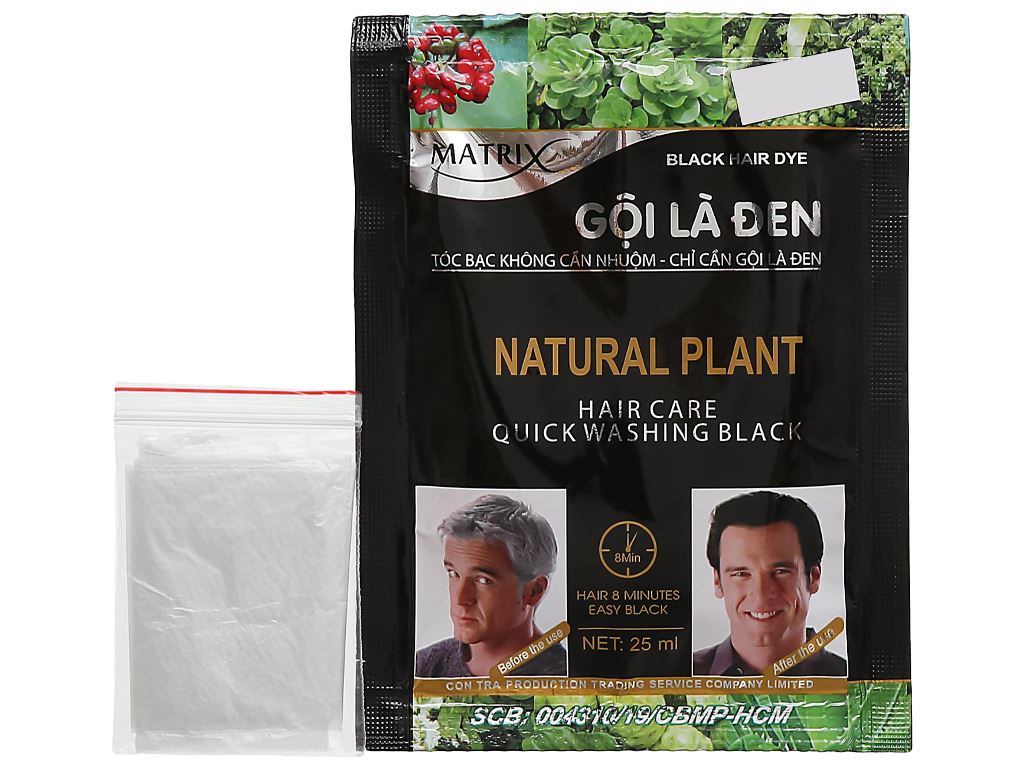 MATRIX
BLACK HAIR DYE
GỘI LÀ ĐEN
TÓC BẠC KHÔNG CẦN NHUỘM - CHỈ CẦN GỘI LÀ ĐEN
NATURAL PLANT
HAIR CARE
QUICK WASHING BLACK
8Min
HAIR 8 MINUTES
EASY BLACK
NET: 25 ml
Before the use
After the use
CON TRA PRODUCTION TRADING SERVICE COMPANY LIMITED
SCB: 004310/19/CBMP-HCM